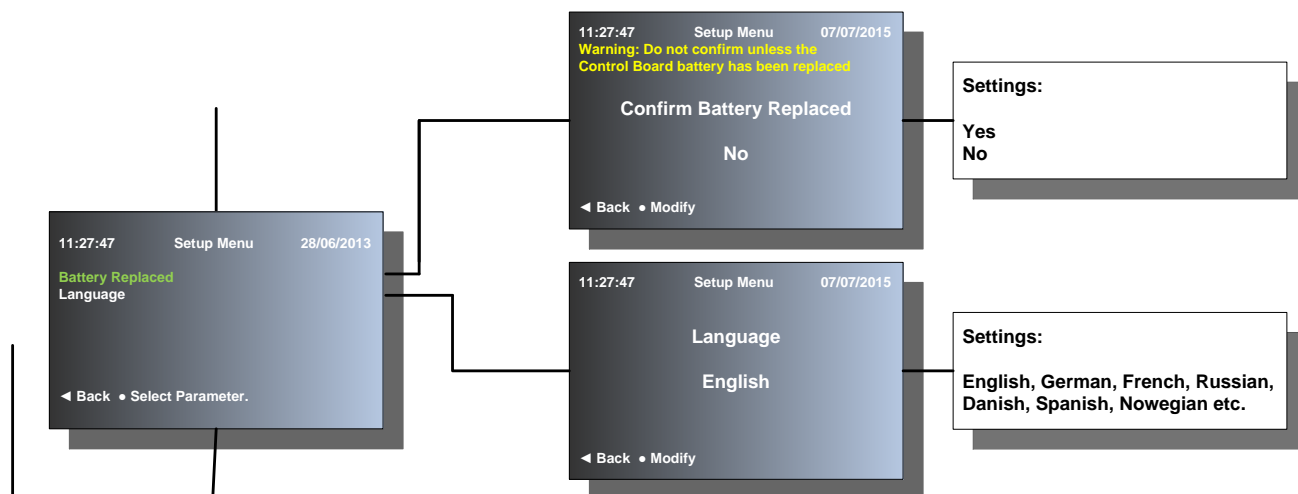 11:27:47 Setup Menu 07/07/2015
Warning: Do not confirm unless the
Control Board battery has been replaced
Confirm Battery Replaced
No
◄ Back ● Modify
Settings:
Yes
No
11:27:47 Setup Menu 28/06/2013
Battery Replaced
Language
◄ Back ● Select Parameter.
11:27:47 Setup Menu 07/07/2015
Language
English
◄ Back ● Modify
Settings:
English, German, French, Russian,
Danish, Spanish, Nowegian etc.